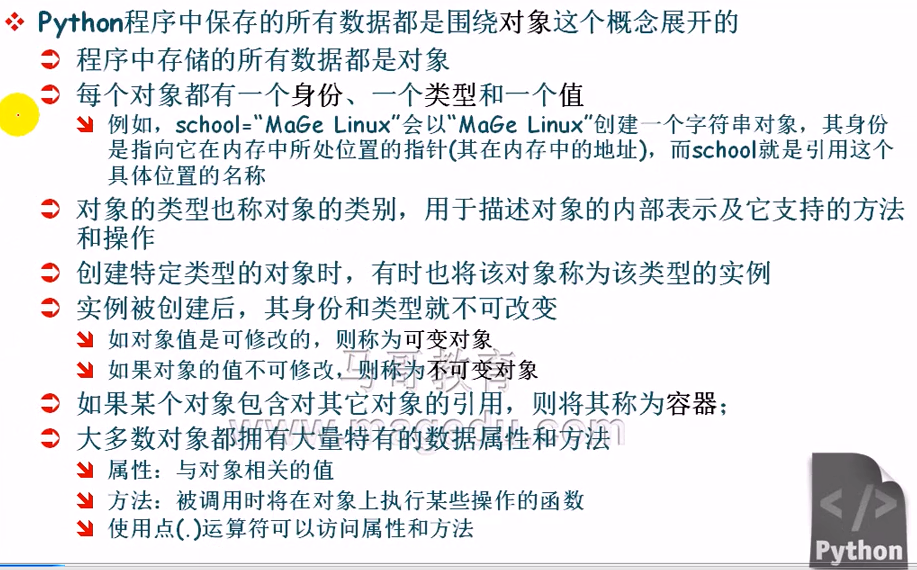 Python程序中保存的所有数据都是围绕对象这个概念展开的
程序中存储的所有数据都是对象
每个对象都有一个身份、一个类型和一个值
例如，school=“MaGe Linux”会以“MaGe Linux”创建一个字符串对象，其身份
是指向它在内存中所处位置的指针(其在内存中的地址)，而school就是引用这个
具体位置的名称
对象的类型也称对象的类别，用于描述对象的内部表示及它支持的方法
和操作
创建特定类型的对象时，有时也将该对象称为该类型的实例
实例被创建后，其身份和类型就不可改变
如对象值是可修改的，则称为可变对象
如果对象的值不可修改，则称为不可变对象
马哥教育
如果某个对象包含对其它对象的引用，则将其称为容器；
www.magedu.com
大多数对象都拥有大量特有的数据属性和方法
属性：与对象相关的值
方法：被调用时将在对象上执行某些操作的函数
使用点(.)运算符可以访问属性和方法
</>
Python